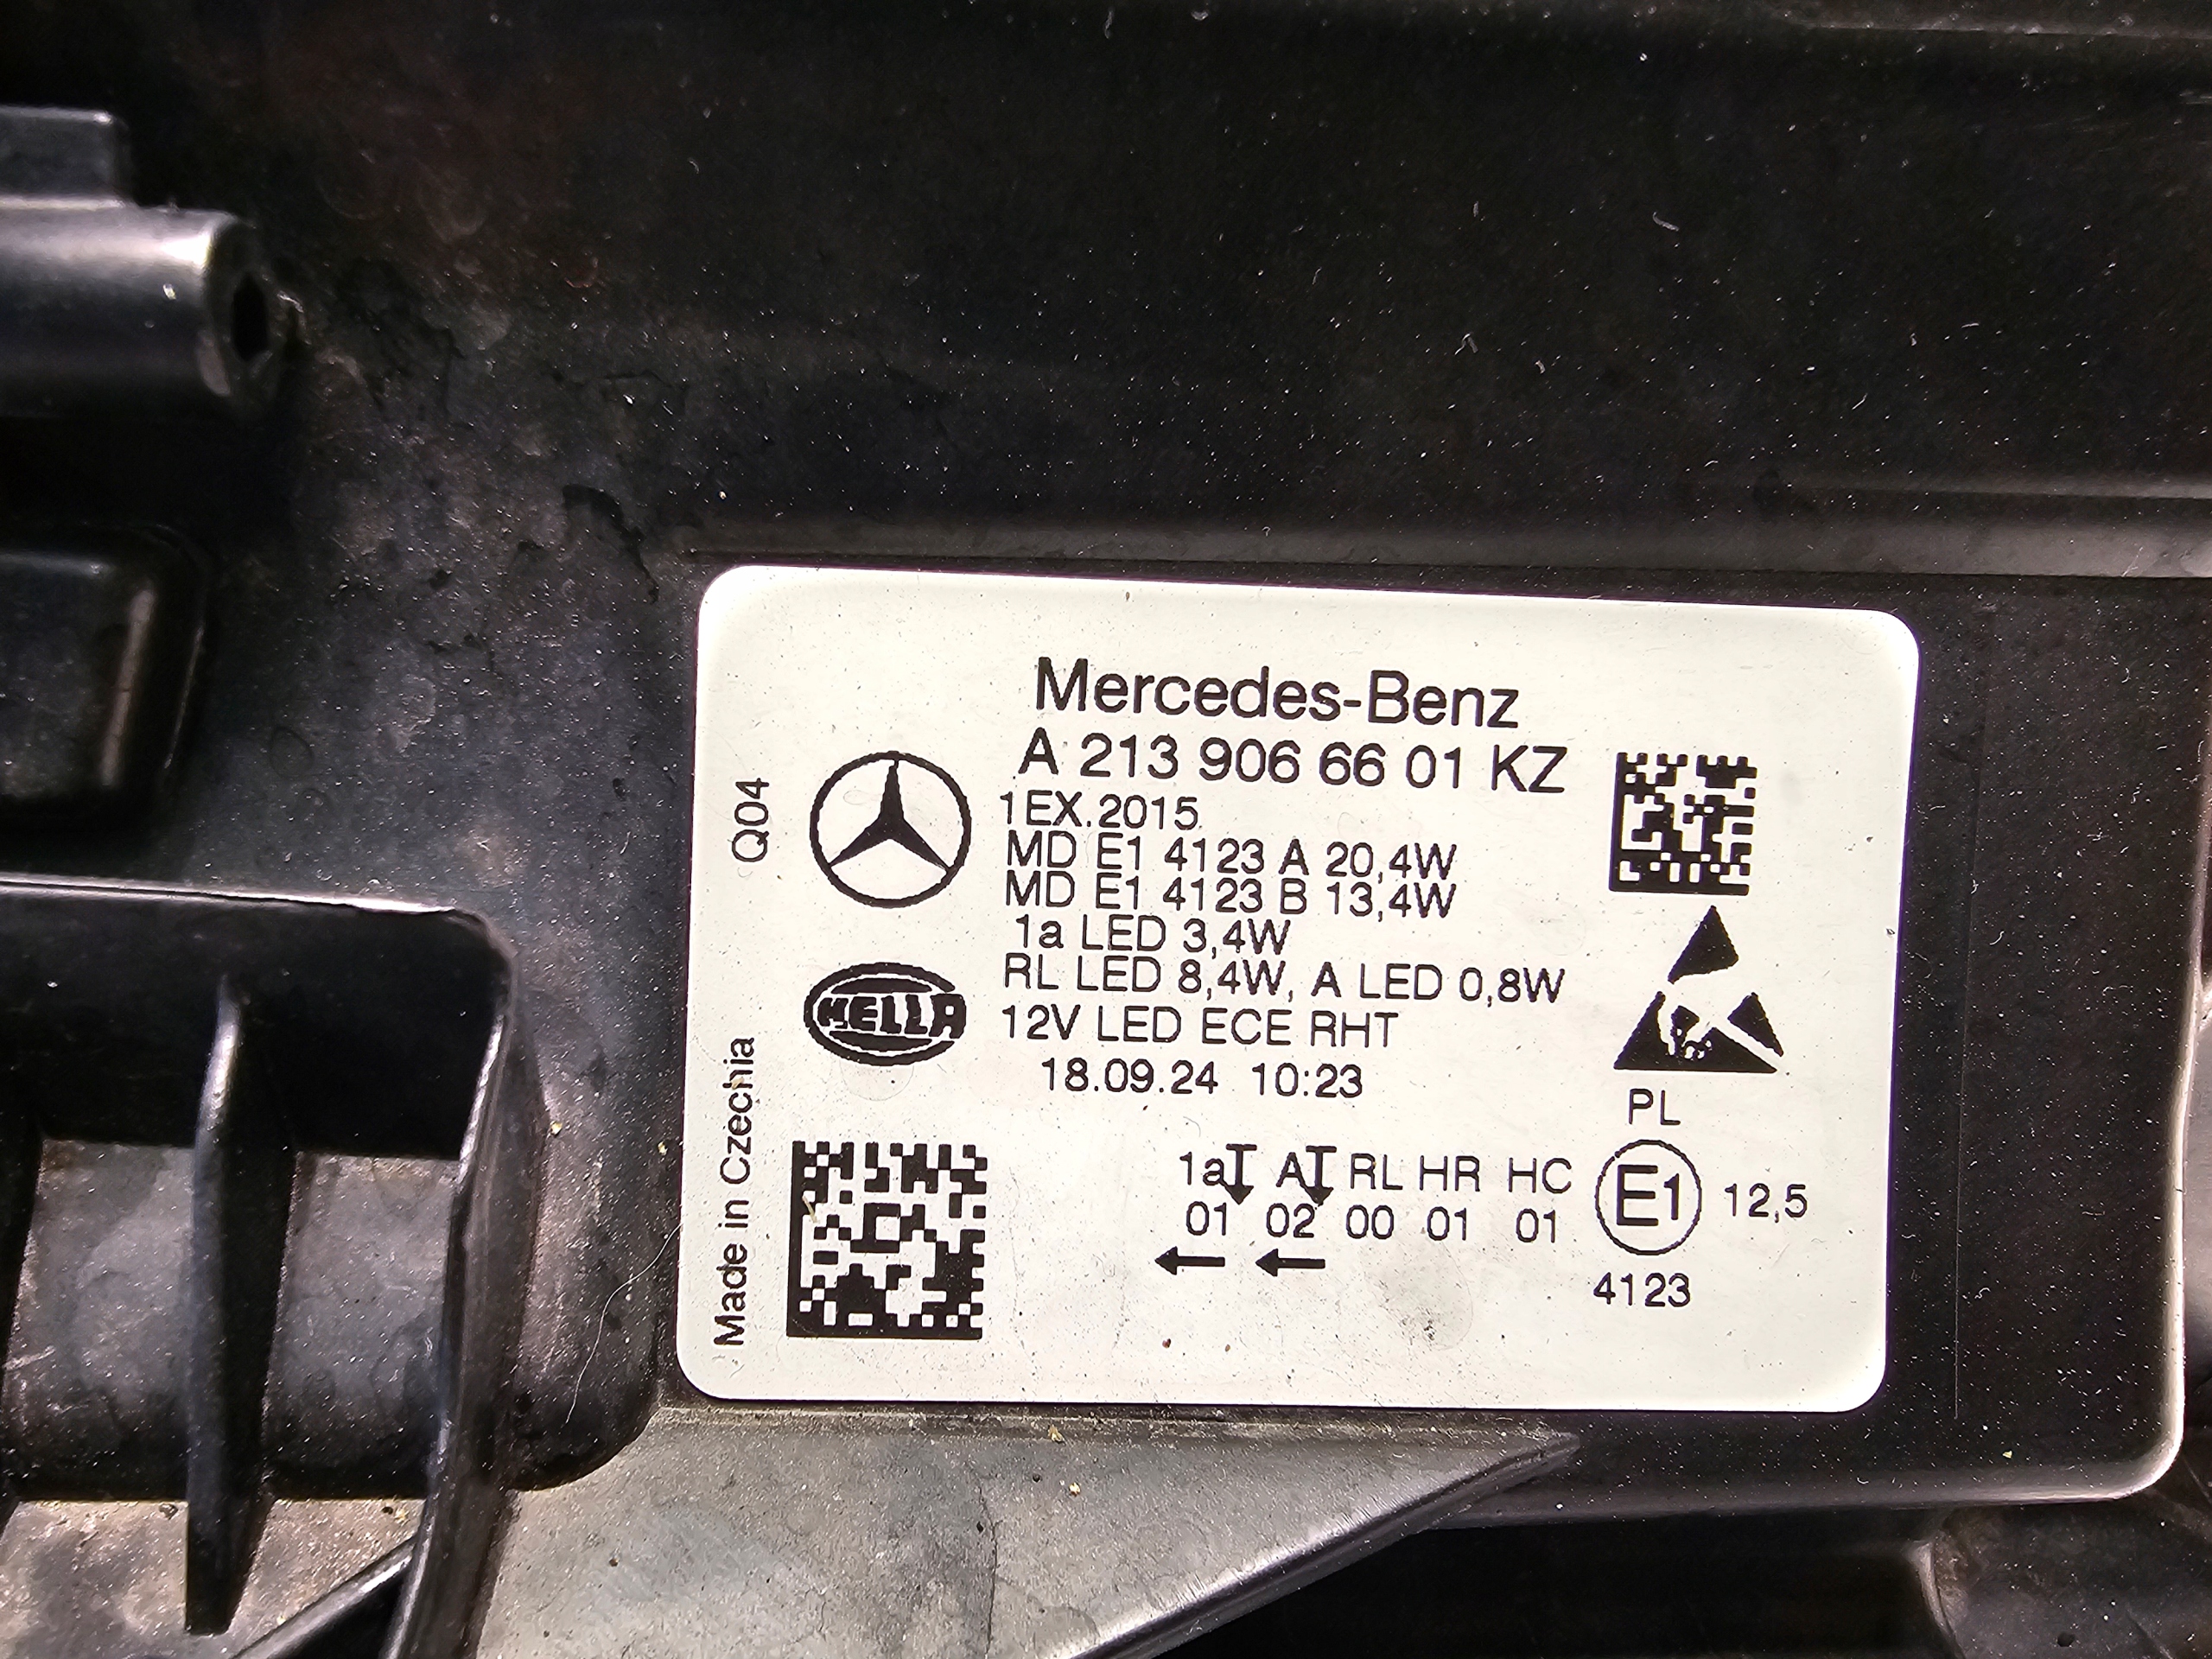 Mercedes-Benz
A 213 906 66 01 KZ
1EX.2015
MD E1 4123 A 20,4W
MD E1 4123 B 13,4W
1a LED 3,4W
RL LED 8,4W, A LED 0,8W
12V LED ECE RHT
18.09.24 10:23
Q04
HELLA
Made in Czechia
PL
1a A RL HR HC
01 02 00 01 01
E1
12,5
4123